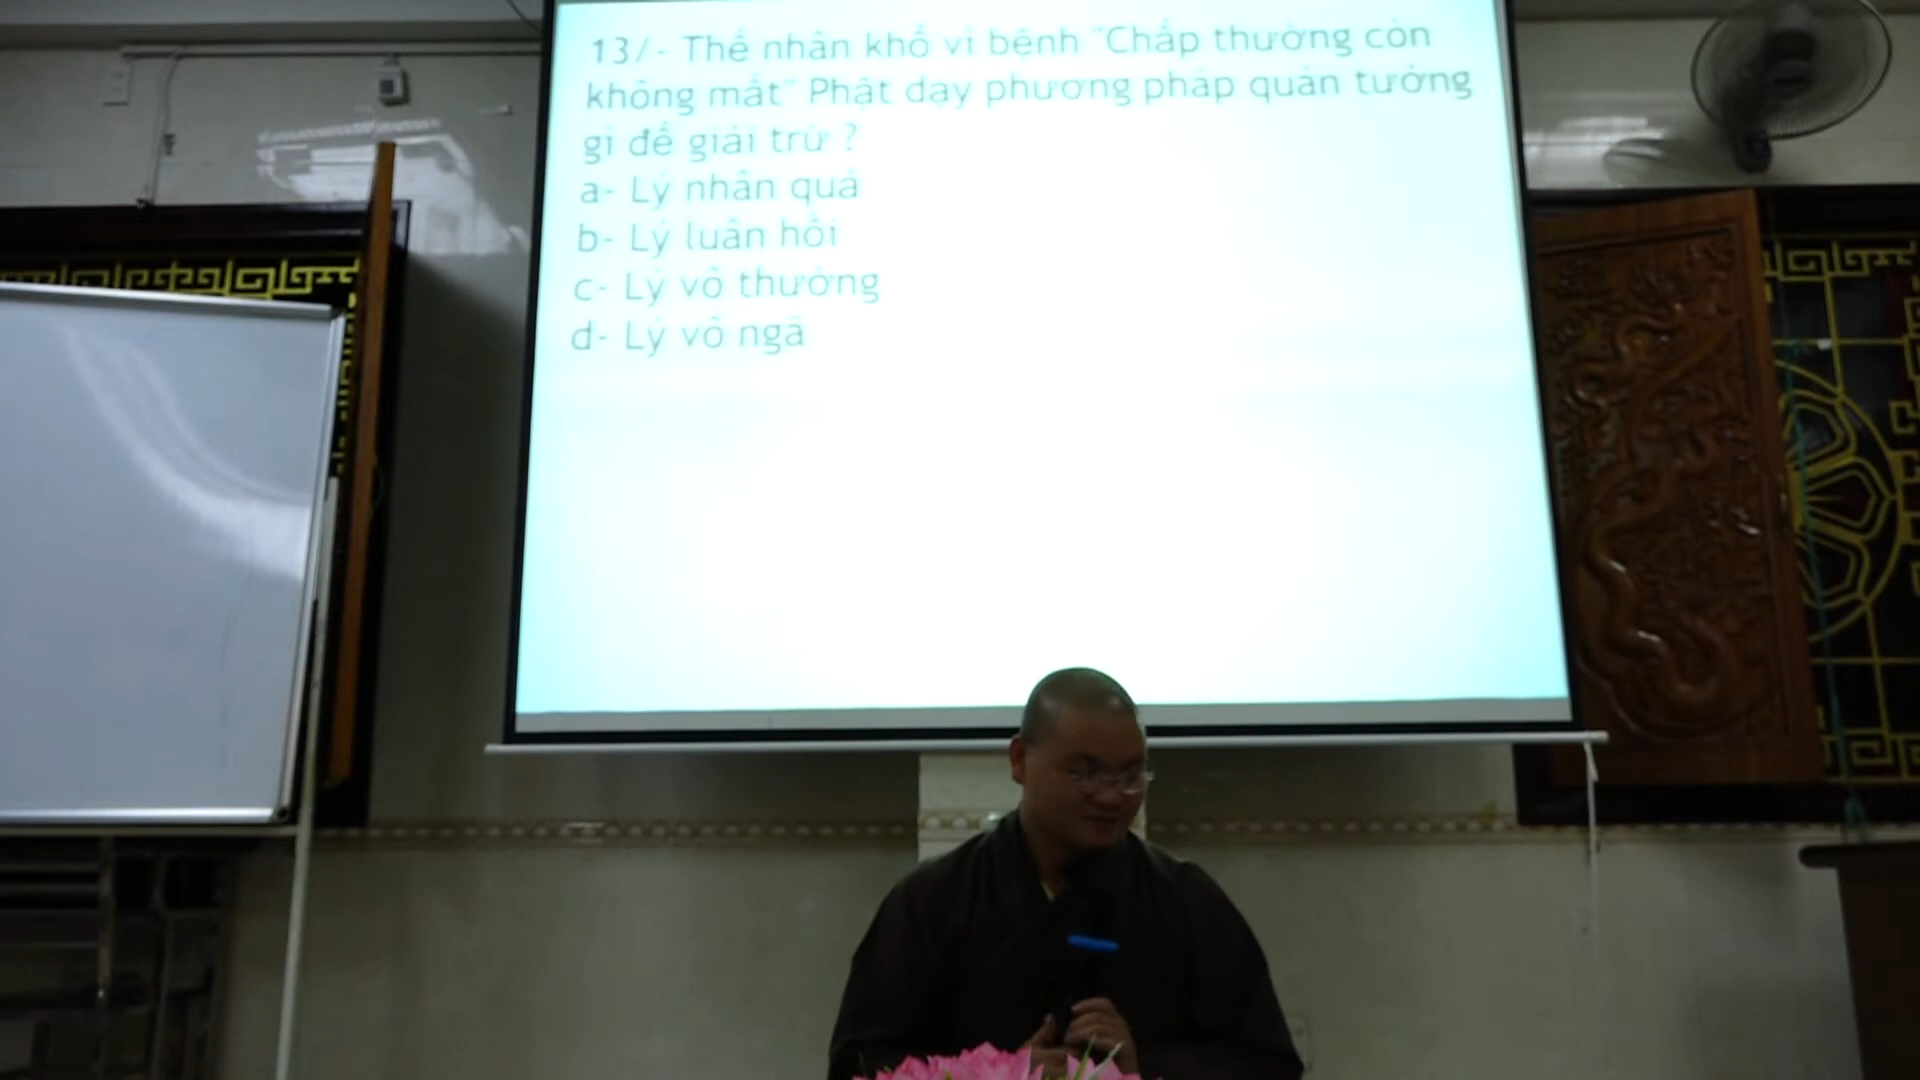 13/- Thế nhân khổ vì bệnh "Chấp thường còn
không mất" Phật dạy phương pháp quán tưởng
gì để giải trừ ?
a- Lý nhân quả
b- Lý luân hồi
c- Lý vô thường
d- Lý vô ngã